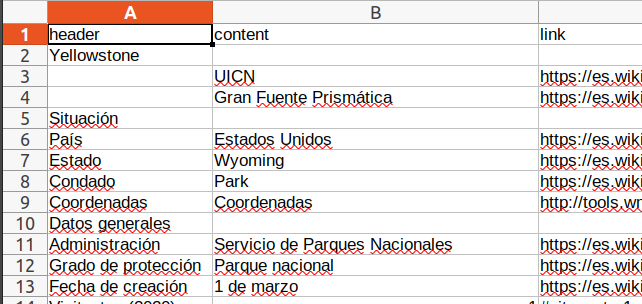 A B
1 header content link
2 Yellowstone
3 UICN https://es.wiki
4 Gran Fuente Prismática https://es.wiki
5 Situación
6 País Estados Unidos https://es.wiki
7 Estado Wyoming https://es.wiki
8 Condado Park https://es.wiki
9 Coordenadas Coordenadas http://tools.wm
10 Datos generales
11 Administración Servicio de Parques Nacionales https://es.wiki
12 Grado de protección Parque nacional https://es.wiki
13 Fecha de creación 1 de marzo https://es.wiki